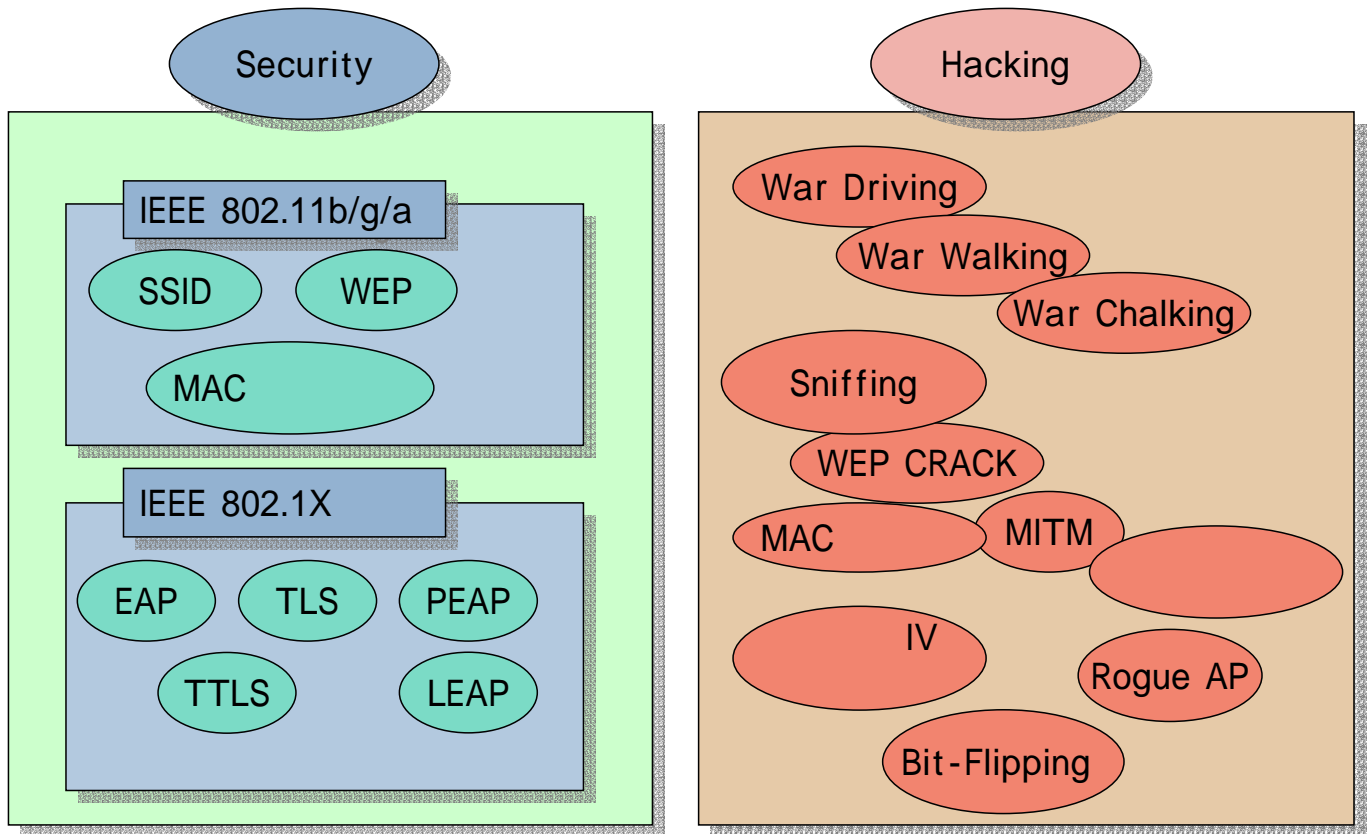 Security
IEEE 802.11b/g/a
SSID
WEP
MAC
IEEE 802.1X
EAP
TLS
PEAP
TTLS
LEAP
Hacking
War Driving
War Walking
War Chalking
Sniffing
WEP CRACK
MAC
MITM
IV
Rogue AP
Bit-Flipping